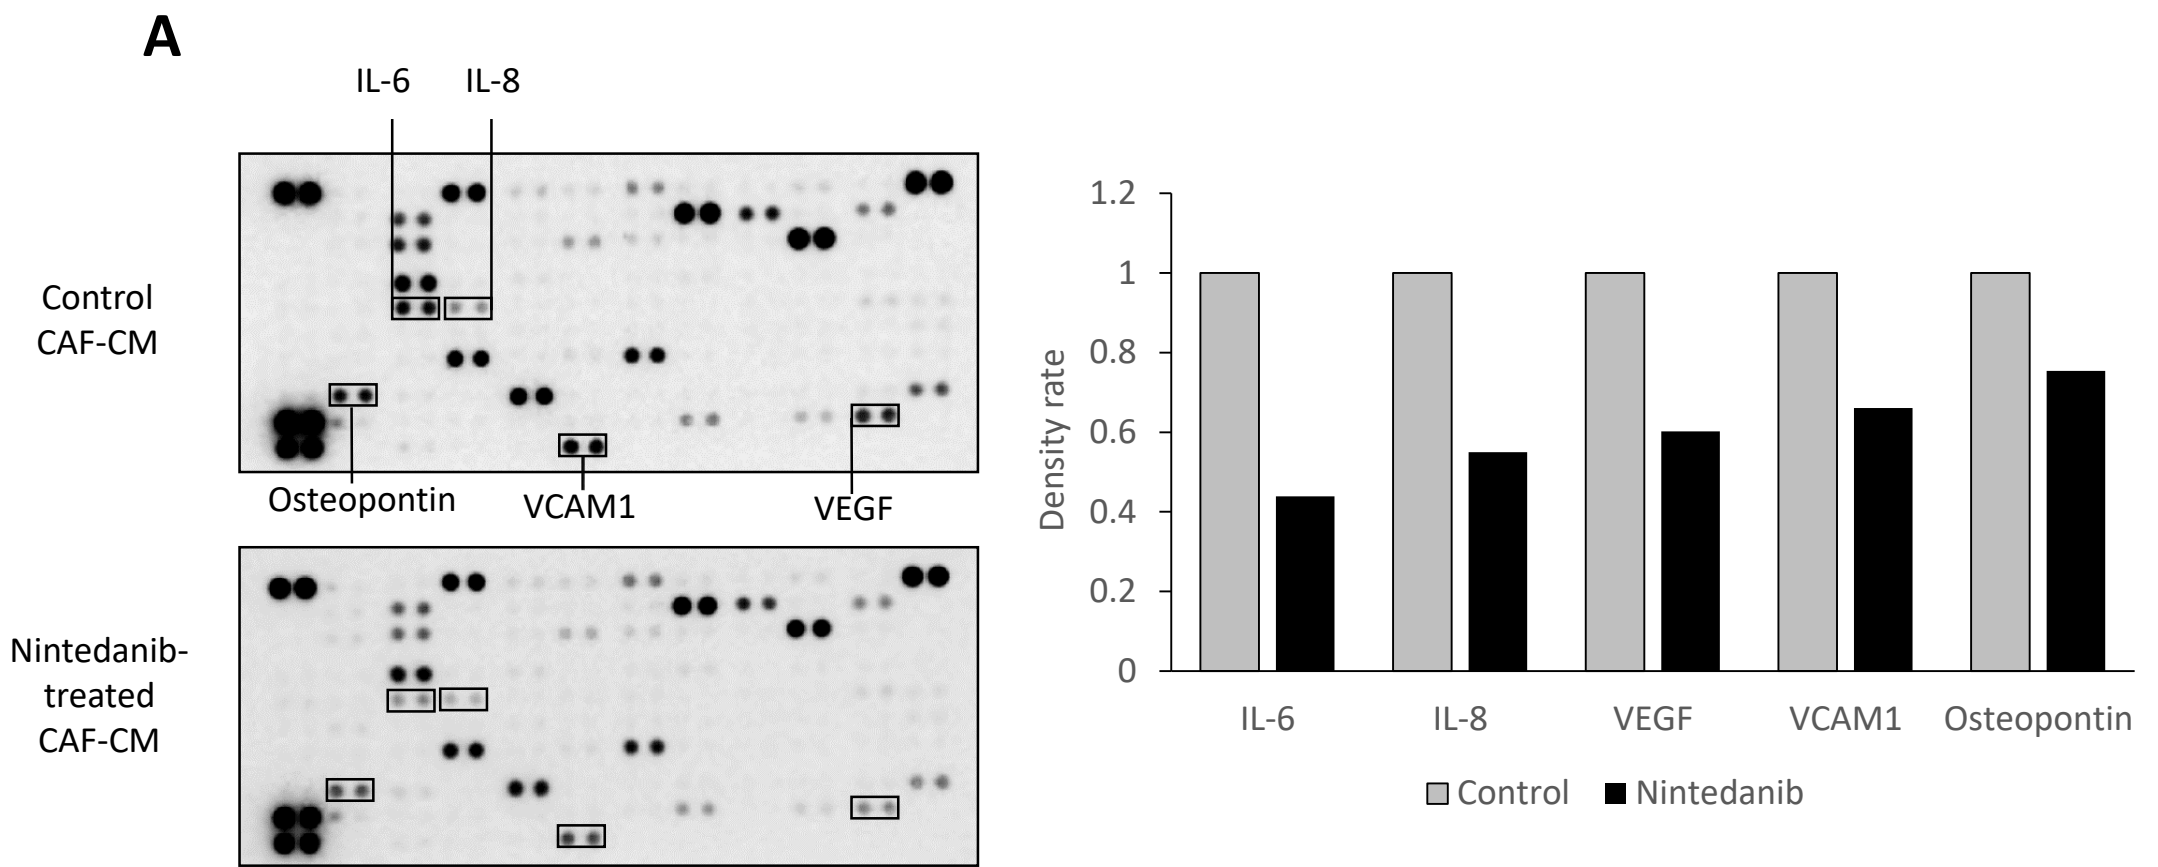 A
IL-6 IL-8
Control
CAF-CM
Osteopontin VCAM1 VEGF
Nintedanib-
treated
CAF-CM
1.2
1
0.8
0.6
0.4
0.2
0
Density rate
IL-6 IL-8 VEGF VCAM1 Osteopontin
Control Nintedanib